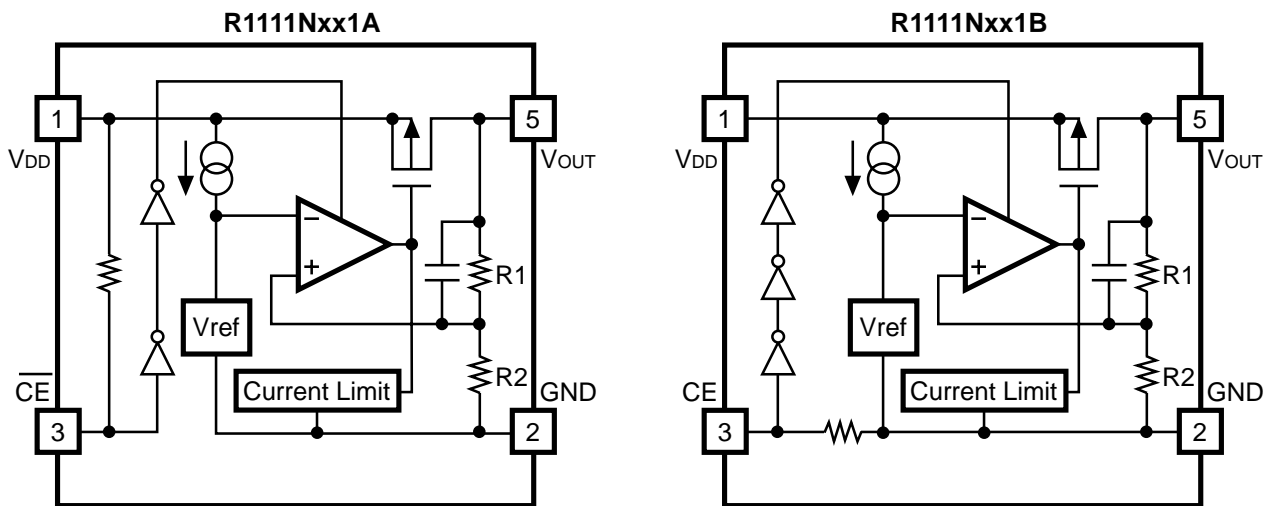 R1111Nxx1A
1
VDD
5
VOUT
−
+
R1
Vref
R2
Current Limit
CE
3
GND
2
R1111Nxx1B
1
VDD
5
VOUT
−
+
R1
Vref
R2
Current Limit
CE
3
GND
2